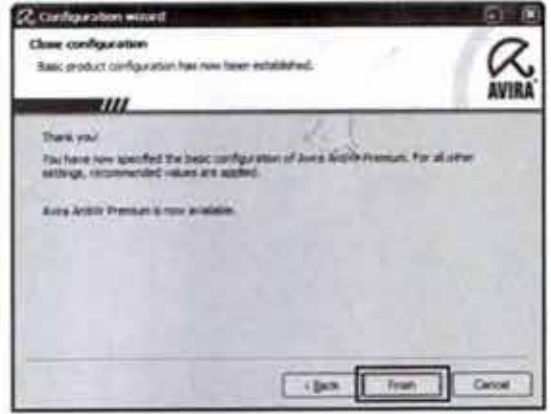 Configuration wizard
Close configuration
Basic product configuration has now been established.
AVIRA
Thank you!
You have now specified the basic configuration of Avira AntiVir Premium. For all other
settings, recommended values are applied.
Avira AntiVir Premium is now available.
< Back
Finish
Cancel